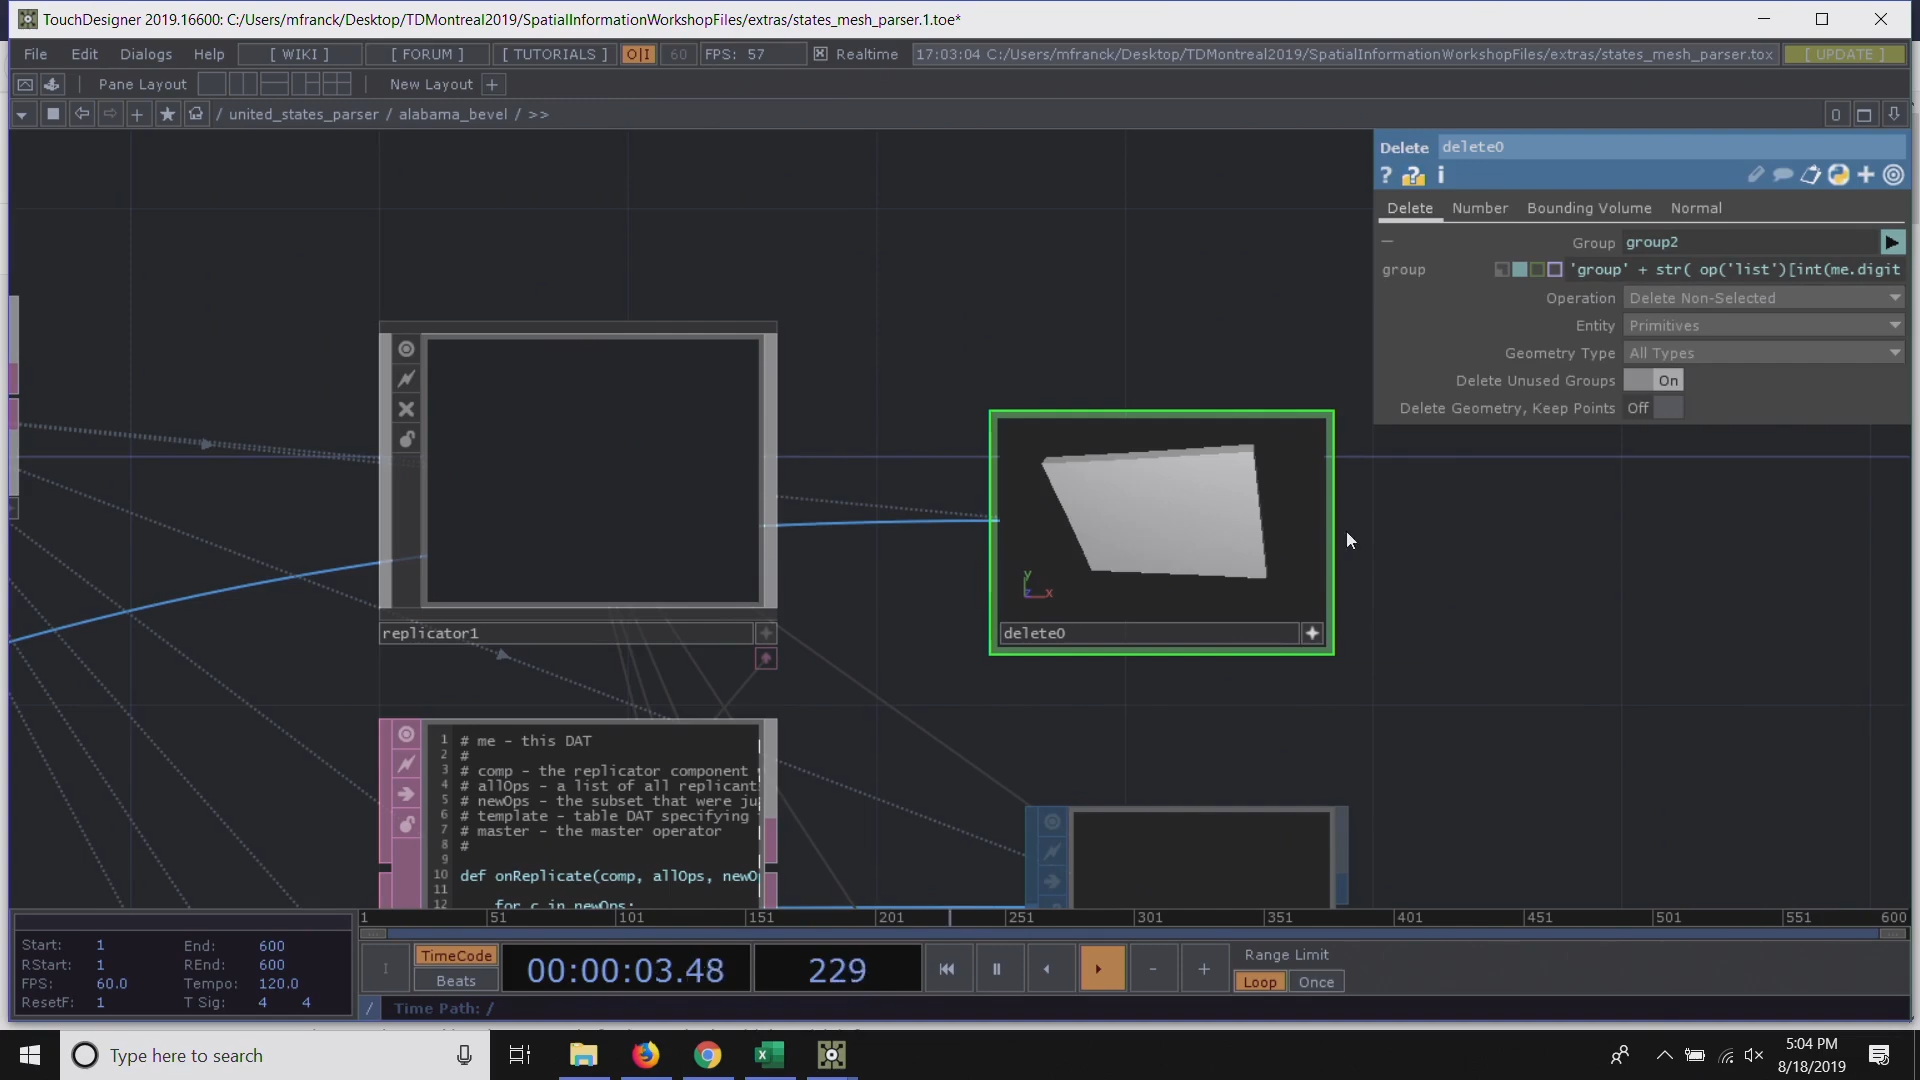 TouchDesigner 2019.16600: C:/Users/mfranck/Desktop/TDMontreal2019/SpatialInformationWorkshopFiles/extras/states_mesh_parser.1.toe*
File Edit Dialogs Help [ WIKI ] [ FORUM ] [ TUTORIALS ] O|I 60 FPS: 57 Realtime 17:03:04 C:/Users/mfranck/Desktop/TDMontreal2019/SpatialInformationWorkshopFiles/extras/states_mesh_parser.tox [ UPDATE ]
Pane Layout New Layout +
/ united_states_parser / alabama_bevel / >> 0
Delete delete0
? i
Delete Number Bounding Volume Normal
Group group2
group 'group' + str( op('list')[int(me.digit
Operation Delete Non-Selected
Entity Primitives
Geometry Type All Types
Delete Unused Groups On
Delete Geometry, Keep Points Off
y
z x
replicator1
delete0
1 # me - this DAT
2 #
3 # comp - the replicator component
4 # allOps - a list of all replicant
5 # newOps - the subset that were ju
6 # template - table DAT specifying
7 # master - the master operator
8 #
9
10 def onReplicate(comp, allOps, newO
11
12 for c in newOps:
1 51 101 151 201 251 301 351 401 451 501 551 600
Start: 1 End: 600
RStart: 1 REnd: 600
FPS: 60.0 Tempo: 120.0
ResetF: 1 T Sig: 4 4
I TimeCode Beats 00:00:03.48 229 - + Range Limit
Loop Once
/ Time Path: /
Type here to search
5:04 PM
8/18/2019